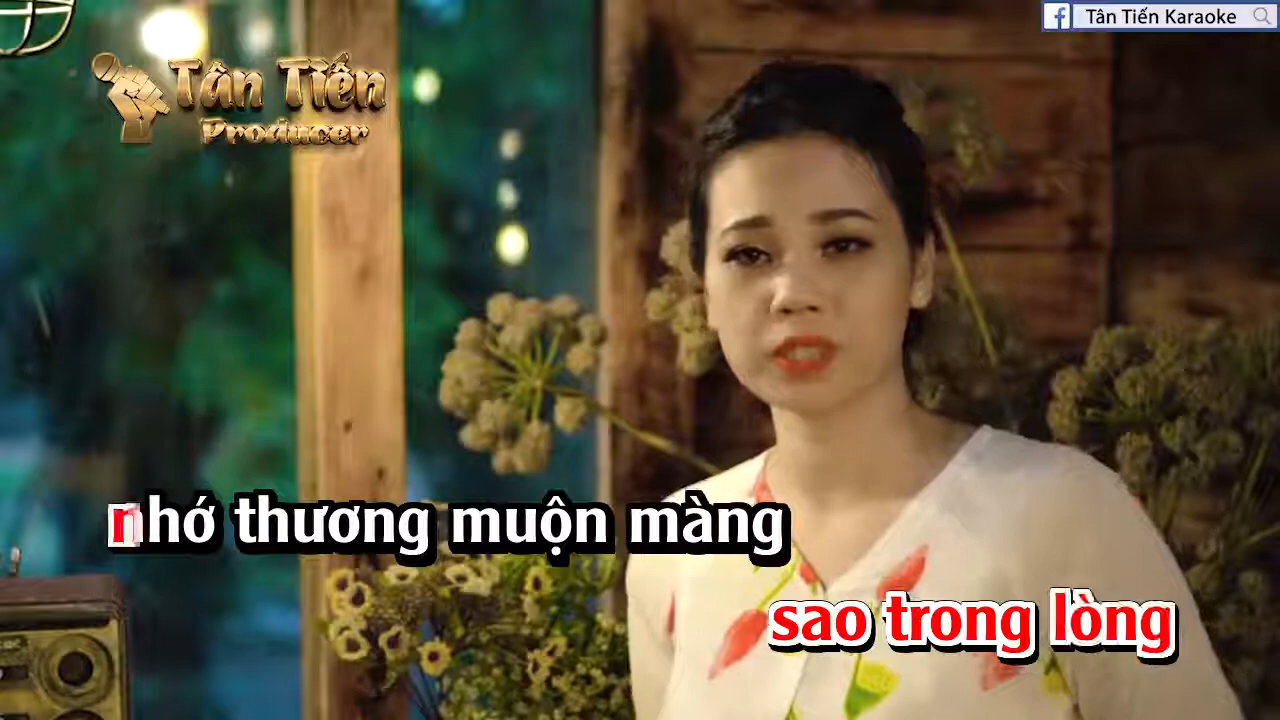 Tân Tiến Karaoke
Tân Tiến
Producer
nhớ thương muộn màng
sao trong lòng